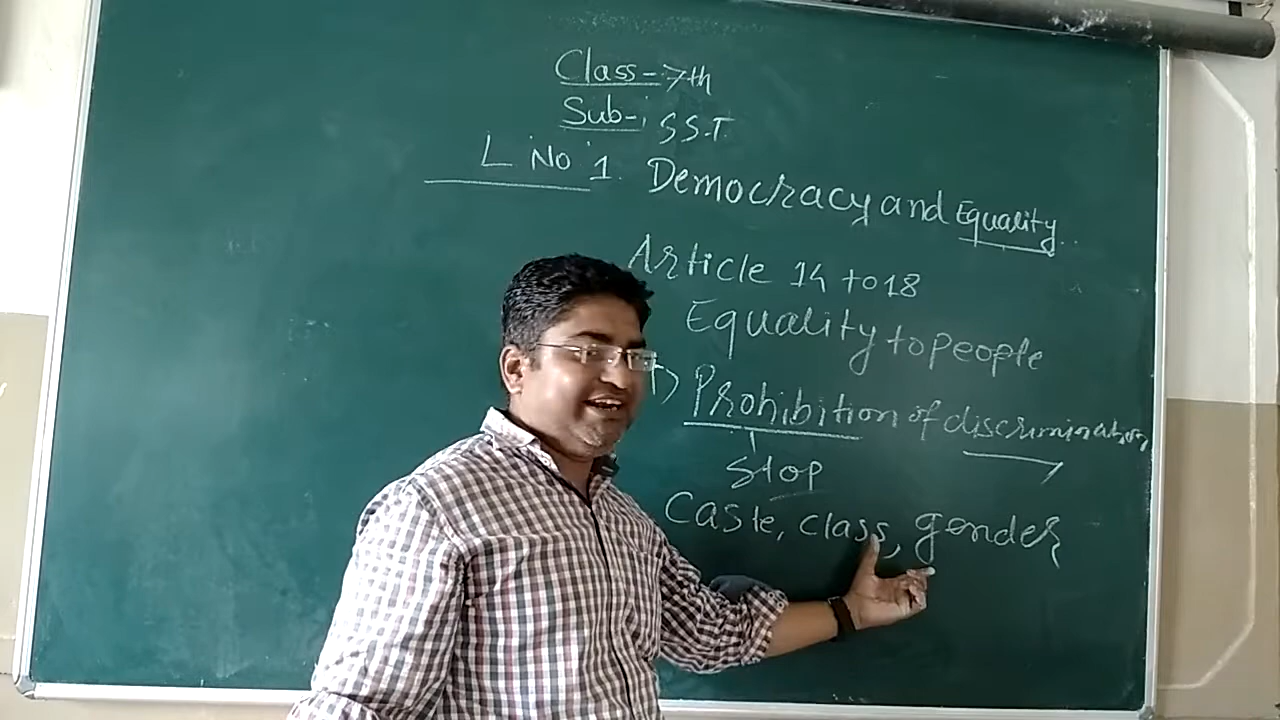 Class-7th
Sub-: SST
L No 1. Democracy and Equality..
Article 14 to 18
Equality to people
1) Prohibition of discrimination
Stop
Caste, class, gender